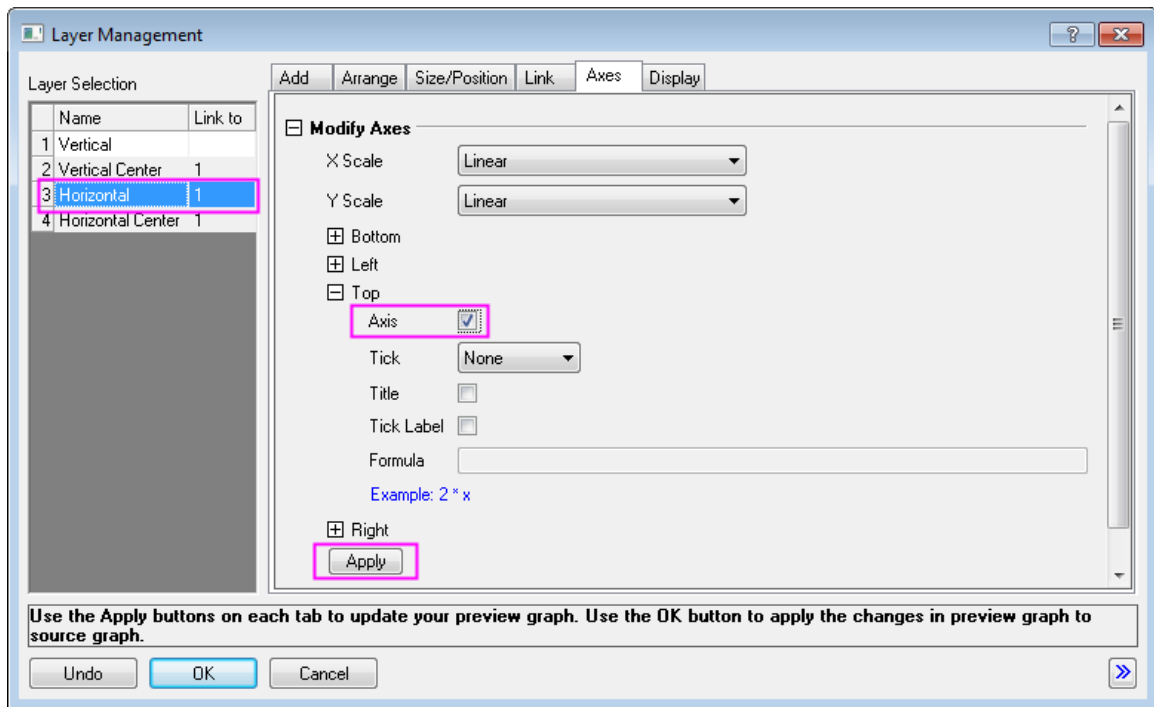 Layer Management
Layer Selection
Name Link to
1 Vertical
2 Vertical Center 1
3 Horizontal 1
4 Horizontal Center 1
Add Arrange Size/Position Link Axes Display
Modify Axes
X Scale Linear
Y Scale Linear
Bottom
Left
Top
Axis
Tick None
Title
Tick Label
Formula
Example: 2 * x
Right
Apply
Use the Apply buttons on each tab to update your preview graph. Use the OK button to apply the changes in preview graph to
source graph.
Undo OK Cancel